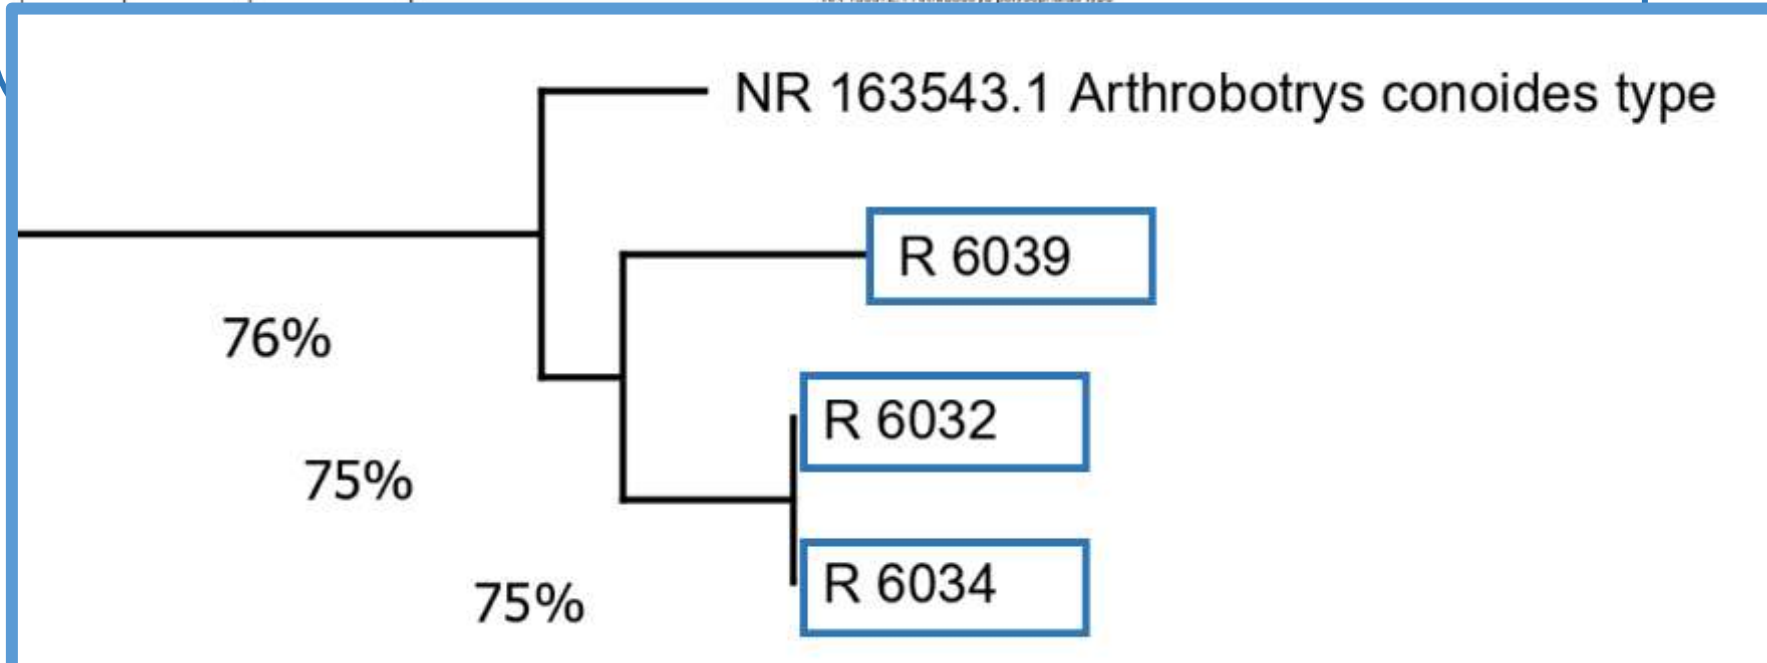 NR 163543.1 Arthrobotrys conoides type
R 6039
76%
R 6032
75%
R 6034
75%